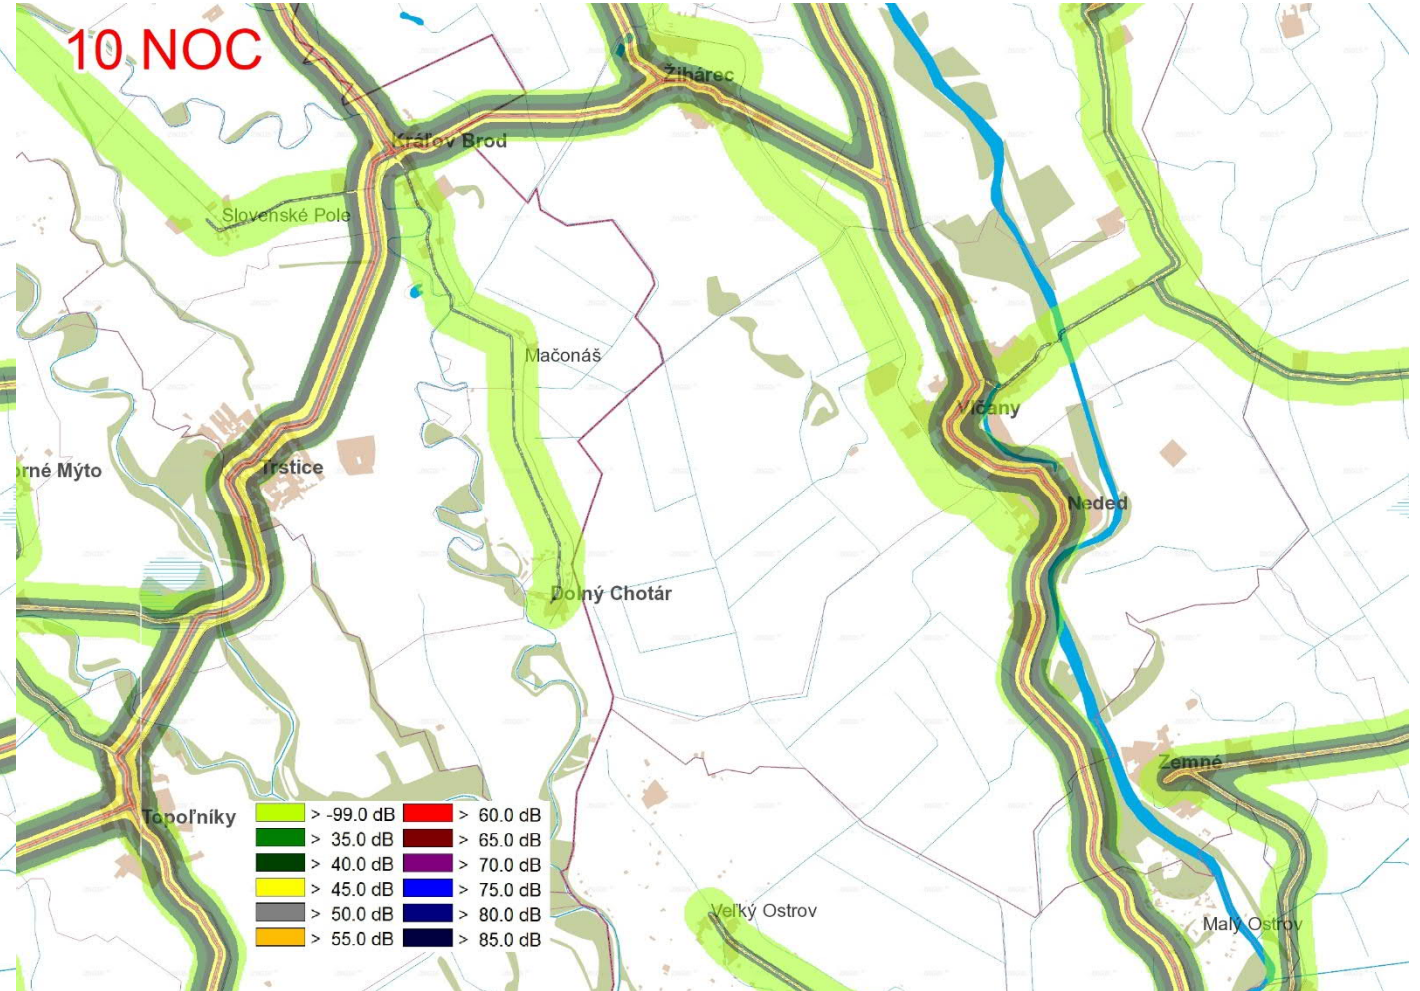 10 NOC
Žihárec
Kráľov Brod
Slovenské Pole
Mačonáš
Vlčany
Trstice
orné Mýto
Neded
Dolný Chotár
Zemné
Topoľníky
Veľký Ostrov
Malý Ostrov
> -99.0 dB > 60.0 dB
> 35.0 dB > 65.0 dB
> 40.0 dB > 70.0 dB
> 45.0 dB > 75.0 dB
> 50.0 dB > 80.0 dB
> 55.0 dB > 85.0 dB